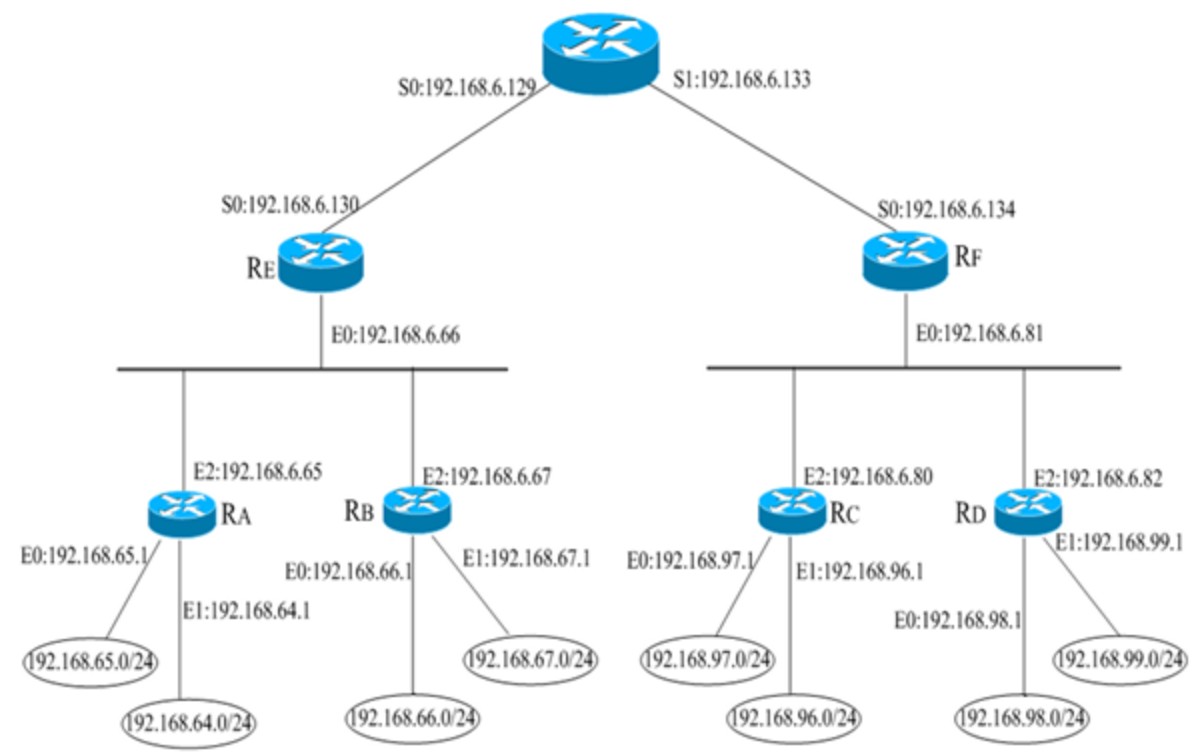 S1:192.168.6.133
S0:192.168.6.129
S0:192.168.6.130
S0:192.168.6.134
RE
RF
E0:192.168.6.66
E0:192.168.6.81
E2:192.168.6.65
E2:192.168.6.67
E2:192.168.6.80
E2:192.168.6.82
RA
RB
RC
RD
E0:192.168.65.1
E1:192.168.64.1
E0:192.168.66.1
E1:192.168.67.1
E0:192.168.97.1
E1:192.168.96.1
E0:192.168.98.1
E1:192.168.99.1
192.168.65.0/24
192.168.67.0/24
192.168.97.0/24
192.168.99.0/24
192.168.64.0/24
192.168.66.0/24
192.168.96.0/24
192.168.98.0/24